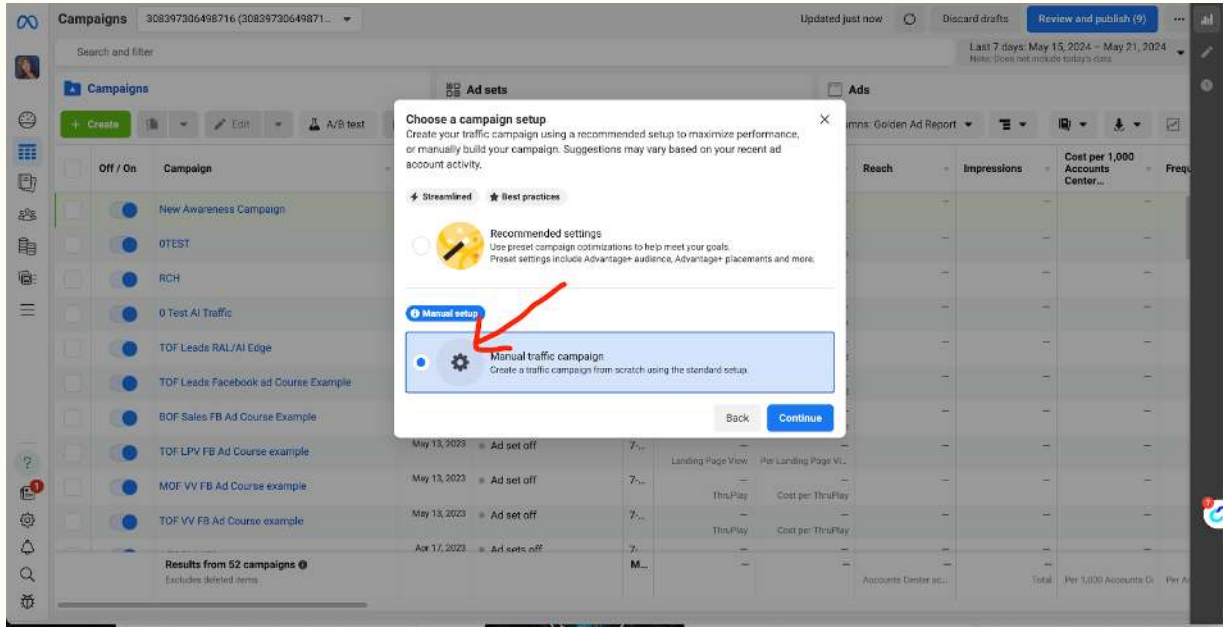 Campaigns 308397306498716 (30839730649871... Updated just now Discard drafts Review and publish (9)
Search and filter Last 7 days: May 15, 2024 – May 21, 2024
Note: Does not include today's data
Campaigns Ad sets Ads
+ Create Edit A/B test Golden Ad Report
Off / On Campaign Reach Impressions Cost per 1,000 Accounts Center...
Choose a campaign setup
Create your traffic campaign using a recommended setup to maximize performance,
or manually build your campaign. Suggestions may vary based on your recent ad
account activity.
Streamlined Best practices
Recommended settings
Use preset campaign optimizations to help meet your goals.
Preset settings include Advantage+ audience, Advantage+ placements and more.
Manual setup
Manual traffic campaign
Create a traffic campaign from scratch using the standard setup.
Back Continue
New Awareness Campaign
0TEST
RCH
0 Test AI Traffic
TOF Leads RAL/AI Edge
TOF Leads Facebook ad Course Example
BOF Sales FB Ad Course Example
TOF LPV FB Ad Course example May 13, 2023 Ad set off 7-... —
Landing Page View Per Landing Page Vi...
MOF VV FB Ad Course example May 13, 2023 Ad set off 7-... —
ThruPlay Cost per ThruPlay
TOF VV FB Ad Course example May 13, 2023 Ad set off 7-... —
ThruPlay Cost per ThruPlay
Apr 17, 2023 Ad sets off
Results from 52 campaigns M... —
Excludes deleted items Accounts Center ac... Total Per 1,000 Accounts